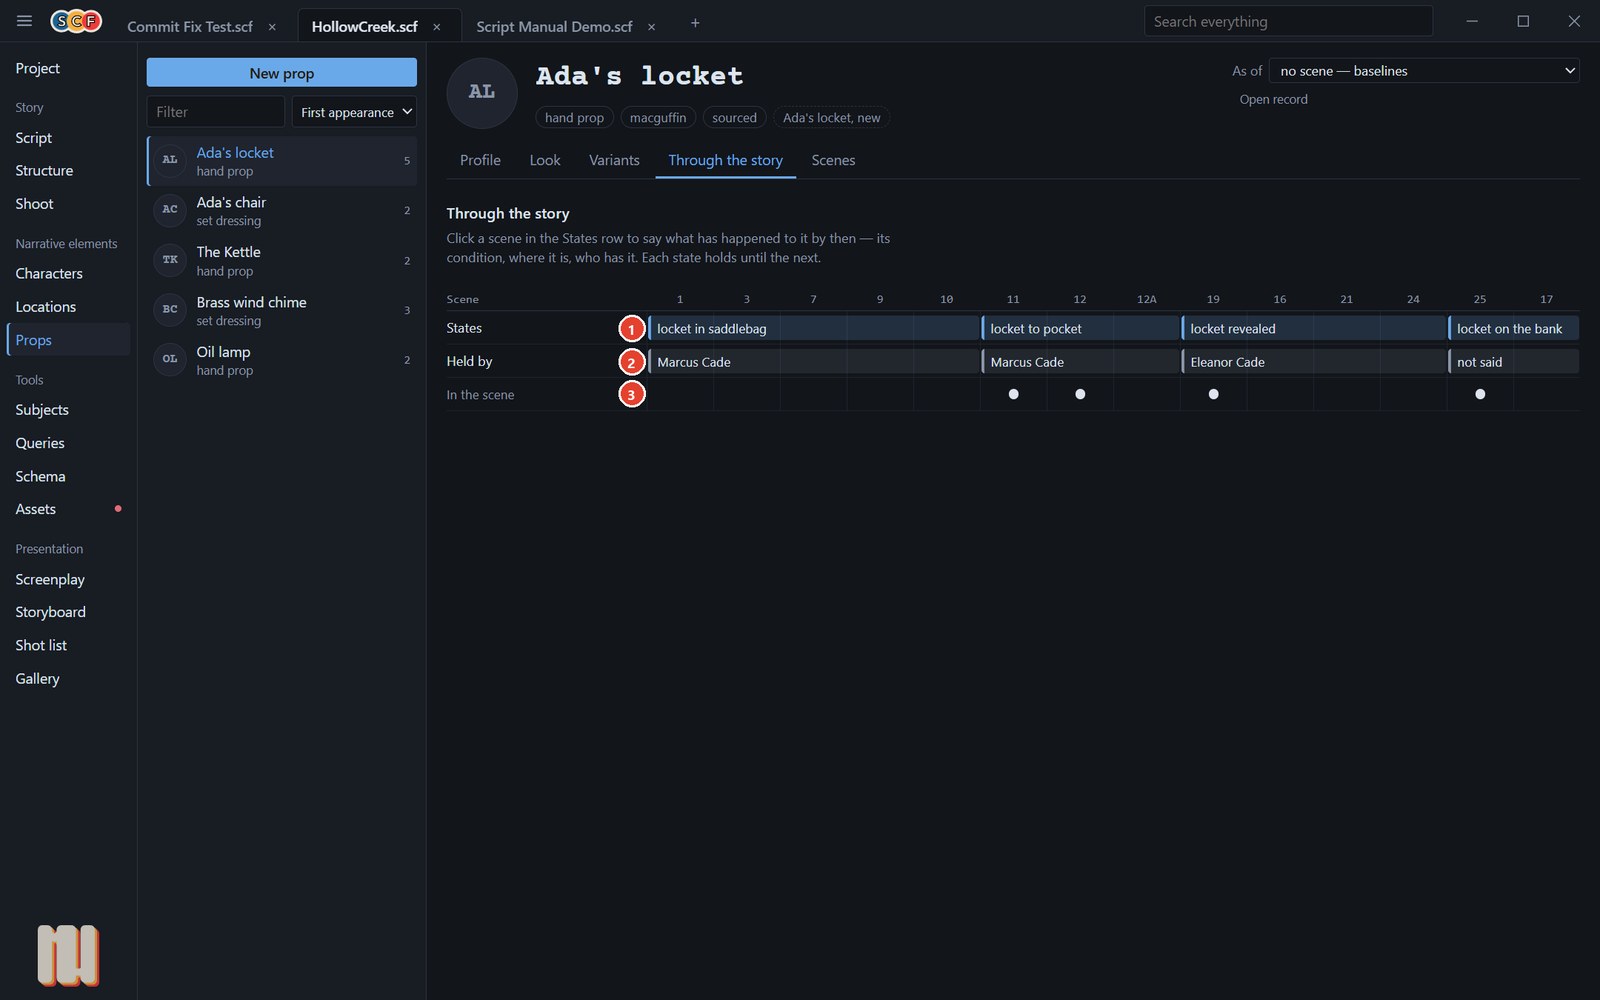 SCF
Commit Fix Test.scf ×
HollowCreek.scf ×
Script Manual Demo.scf ×
+
Search everything
Project
Story
Script
Structure
Shoot
Narrative elements
Characters
Locations
Props
Tools
Subjects
Queries
Schema
Assets
Presentation
Screenplay
Storyboard
Shot list
Gallery
New prop
Filter
First appearance
AL
Ada's locket
hand prop
5
AC
Ada's chair
set dressing
2
TK
The Kettle
hand prop
2
BC
Brass wind chime
set dressing
3
OL
Oil lamp
hand prop
2
AL
Ada's locket
hand prop macguffin sourced Ada's locket, new
As of no scene — baselines
Open record
Profile Look Variants Through the story Scenes
Through the story
Click a scene in the States row to say what has happened to it by then — its
condition, where it is, who has it. Each state holds until the next.
Scene 1 3 7 9 10 11 12 12A 19 16 21 24 25 17
States 1 locket in saddlebag locket to pocket locket revealed locket on the bank
Held by 2 Marcus Cade Marcus Cade Eleanor Cade not said
In the scene 3